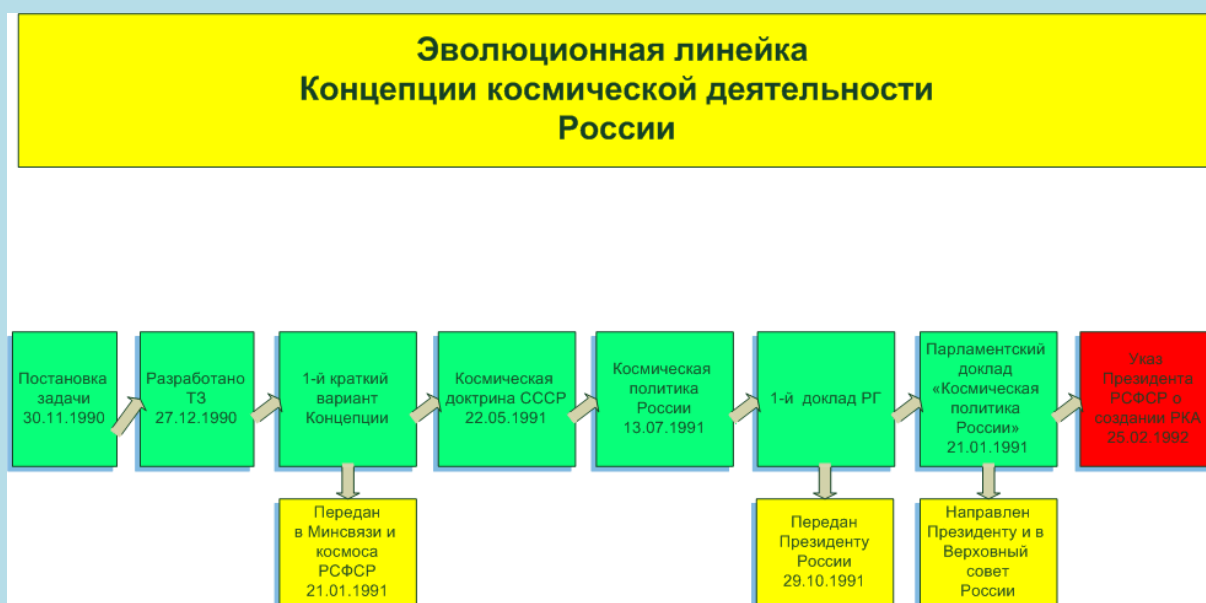 Эволюционная линейка
Концепции космической деятельности
России
Постановка
задачи
30.11.1990
Разработано
ТЗ
27.12.1990
1-й краткий
вариант
Концепции
Космическая
доктрина СССР
22.05.1991
Космическая
политика
России
13.07.1991
1-й доклад РГ
Парламентский
доклад
«Космическая
политика
России»
21.01.1991
Указ
Президента
РСФСР о
создании РКА
25.02.1992
Передан
в Минсвязи и
космоса
РСФСР
21.01.1991
Передан
Президенту
России
29.10.1991
Направлен
Президенту и в
Верховный
совет
России